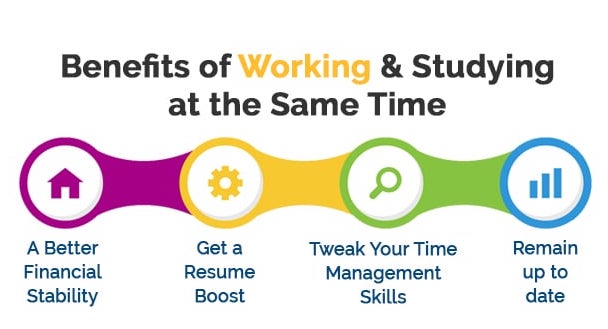 Benefits of Working & Studying
at the Same Time
A Better
Financial
Stability
Get a
Resume
Boost
Tweak Your Time
Management
Skills
Remain
up to
date